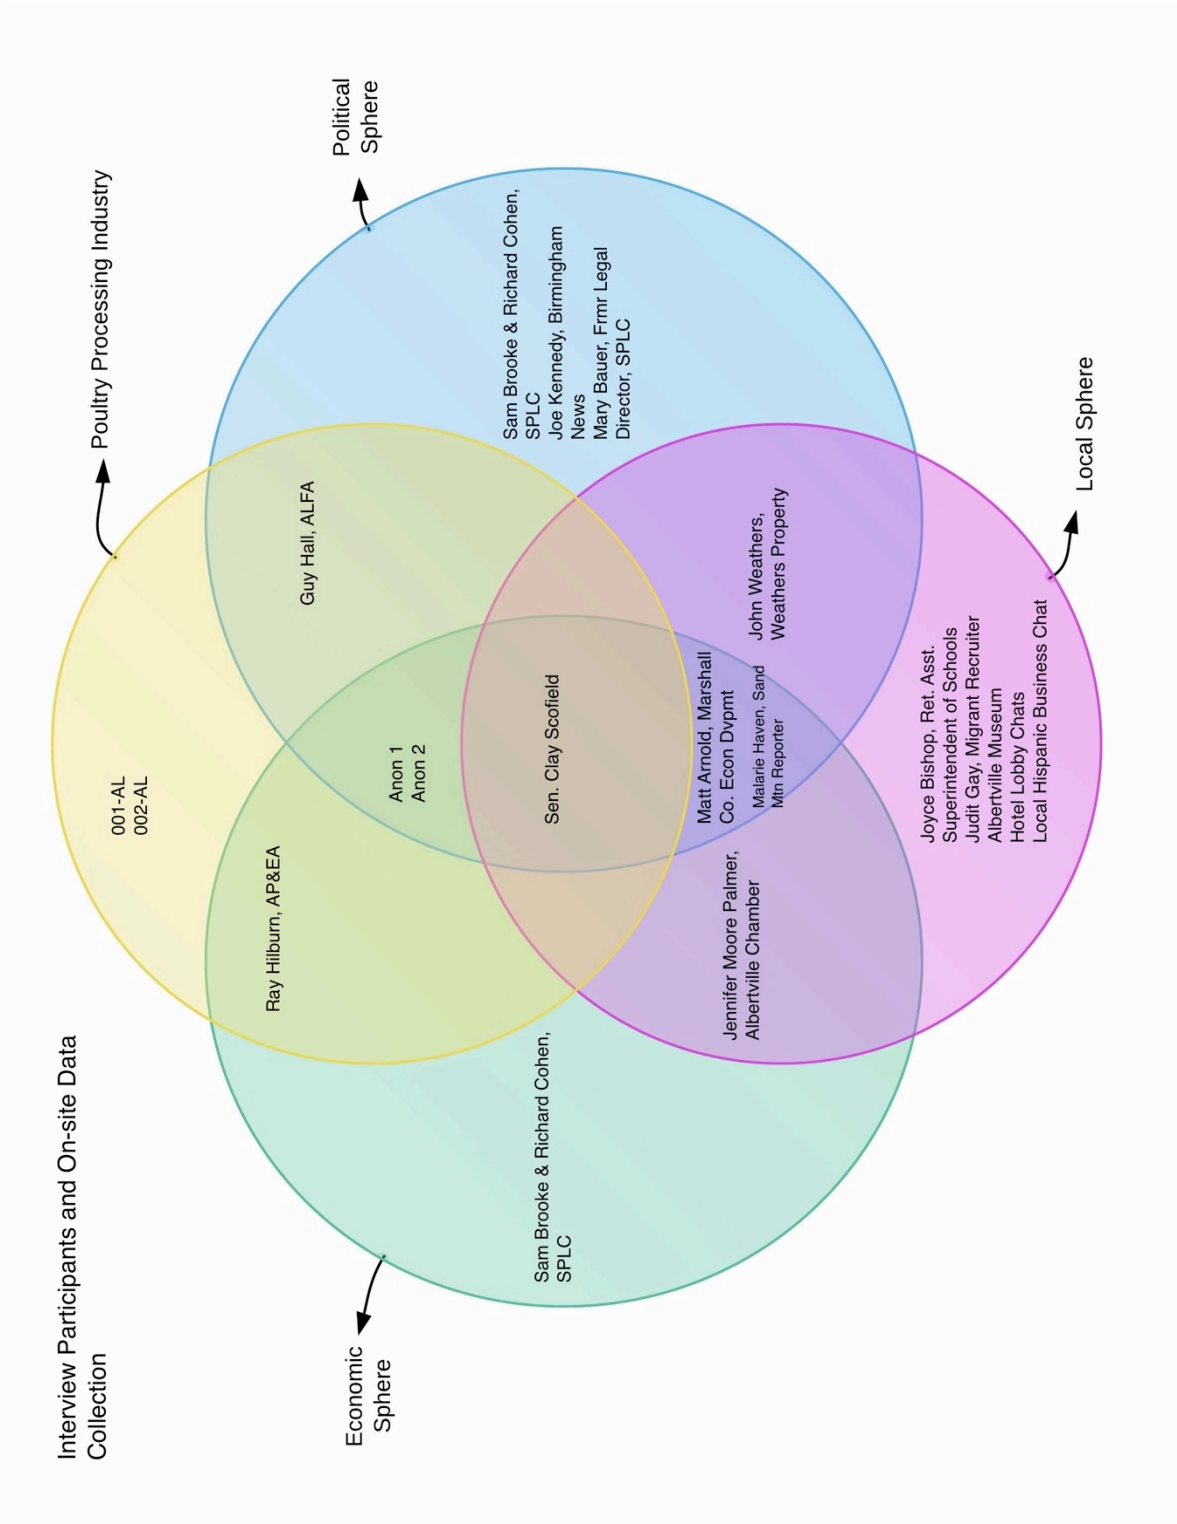 Interview Participants and On-site Data
Collection
Poultry Processing Industry
Economic
Sphere
Political
Sphere
Local Sphere
001-AL
002-AL
Ray Hilburn, AP&EA
Guy Hall, ALFA
Anon 1
Anon 2
Sam Brooke & Richard Cohen,
SPLC
Sen. Clay Scofield
Sam Brooke & Richard Cohen,
SPLC
Joe Kennedy, Birmingham
News
Mary Bauer, Frmr Legal
Director, SPLC
Jennifer Moore Palmer,
Albertville Chamber
Matt Arnold, Marshall
Co. Econ Dvpmt
Malarie Haven, Sand
Mtn Reporter
John Weathers,
Weathers Property
Joyce Bishop, Ret. Asst.
Superintendent of Schools
Judit Gay, Migrant Recruiter
Albertville Museum
Hotel Lobby Chats
Local Hispanic Business Chat